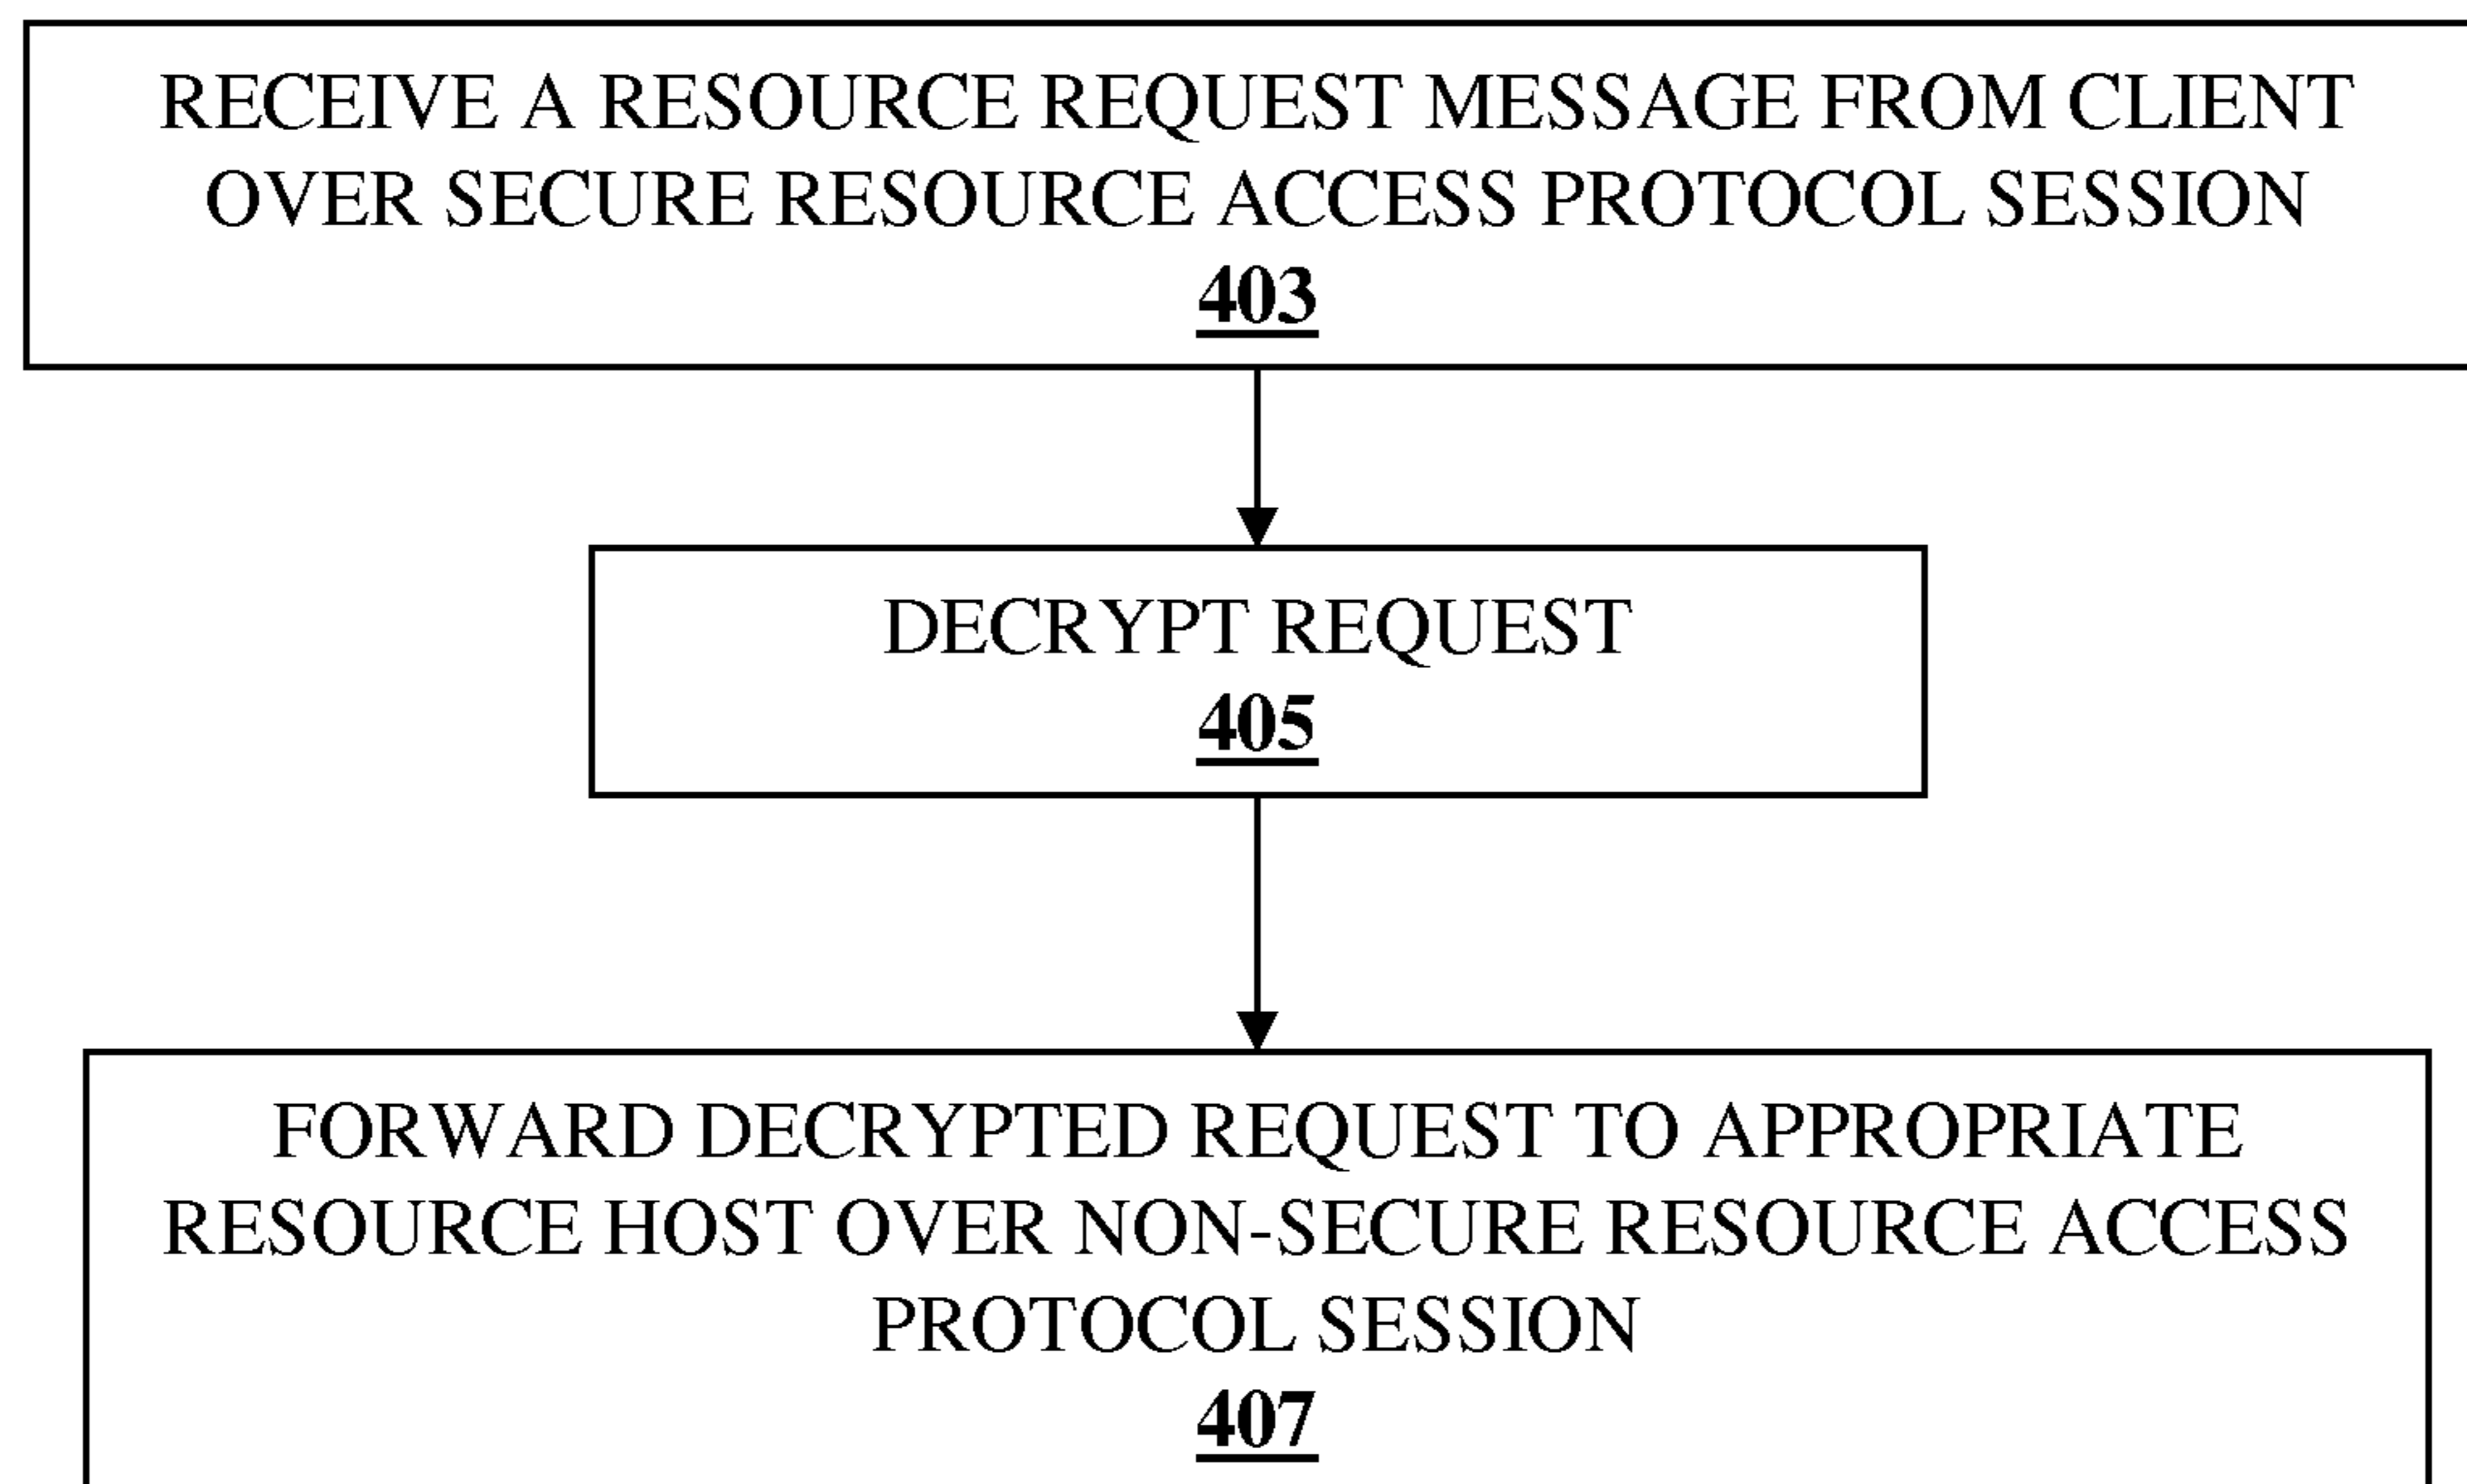 RECEIVE A RESOURCE REQUEST MESSAGE FROM CLIENT
OVER SECURE RESOURCE ACCESS PROTOCOL SESSION
403
DECRYPT REQUEST
405
FORWARD DECRYPTED REQUEST TO APPROPRIATE
RESOURCE HOST OVER NON-SECURE RESOURCE ACCESS
PROTOCOL SESSION
407